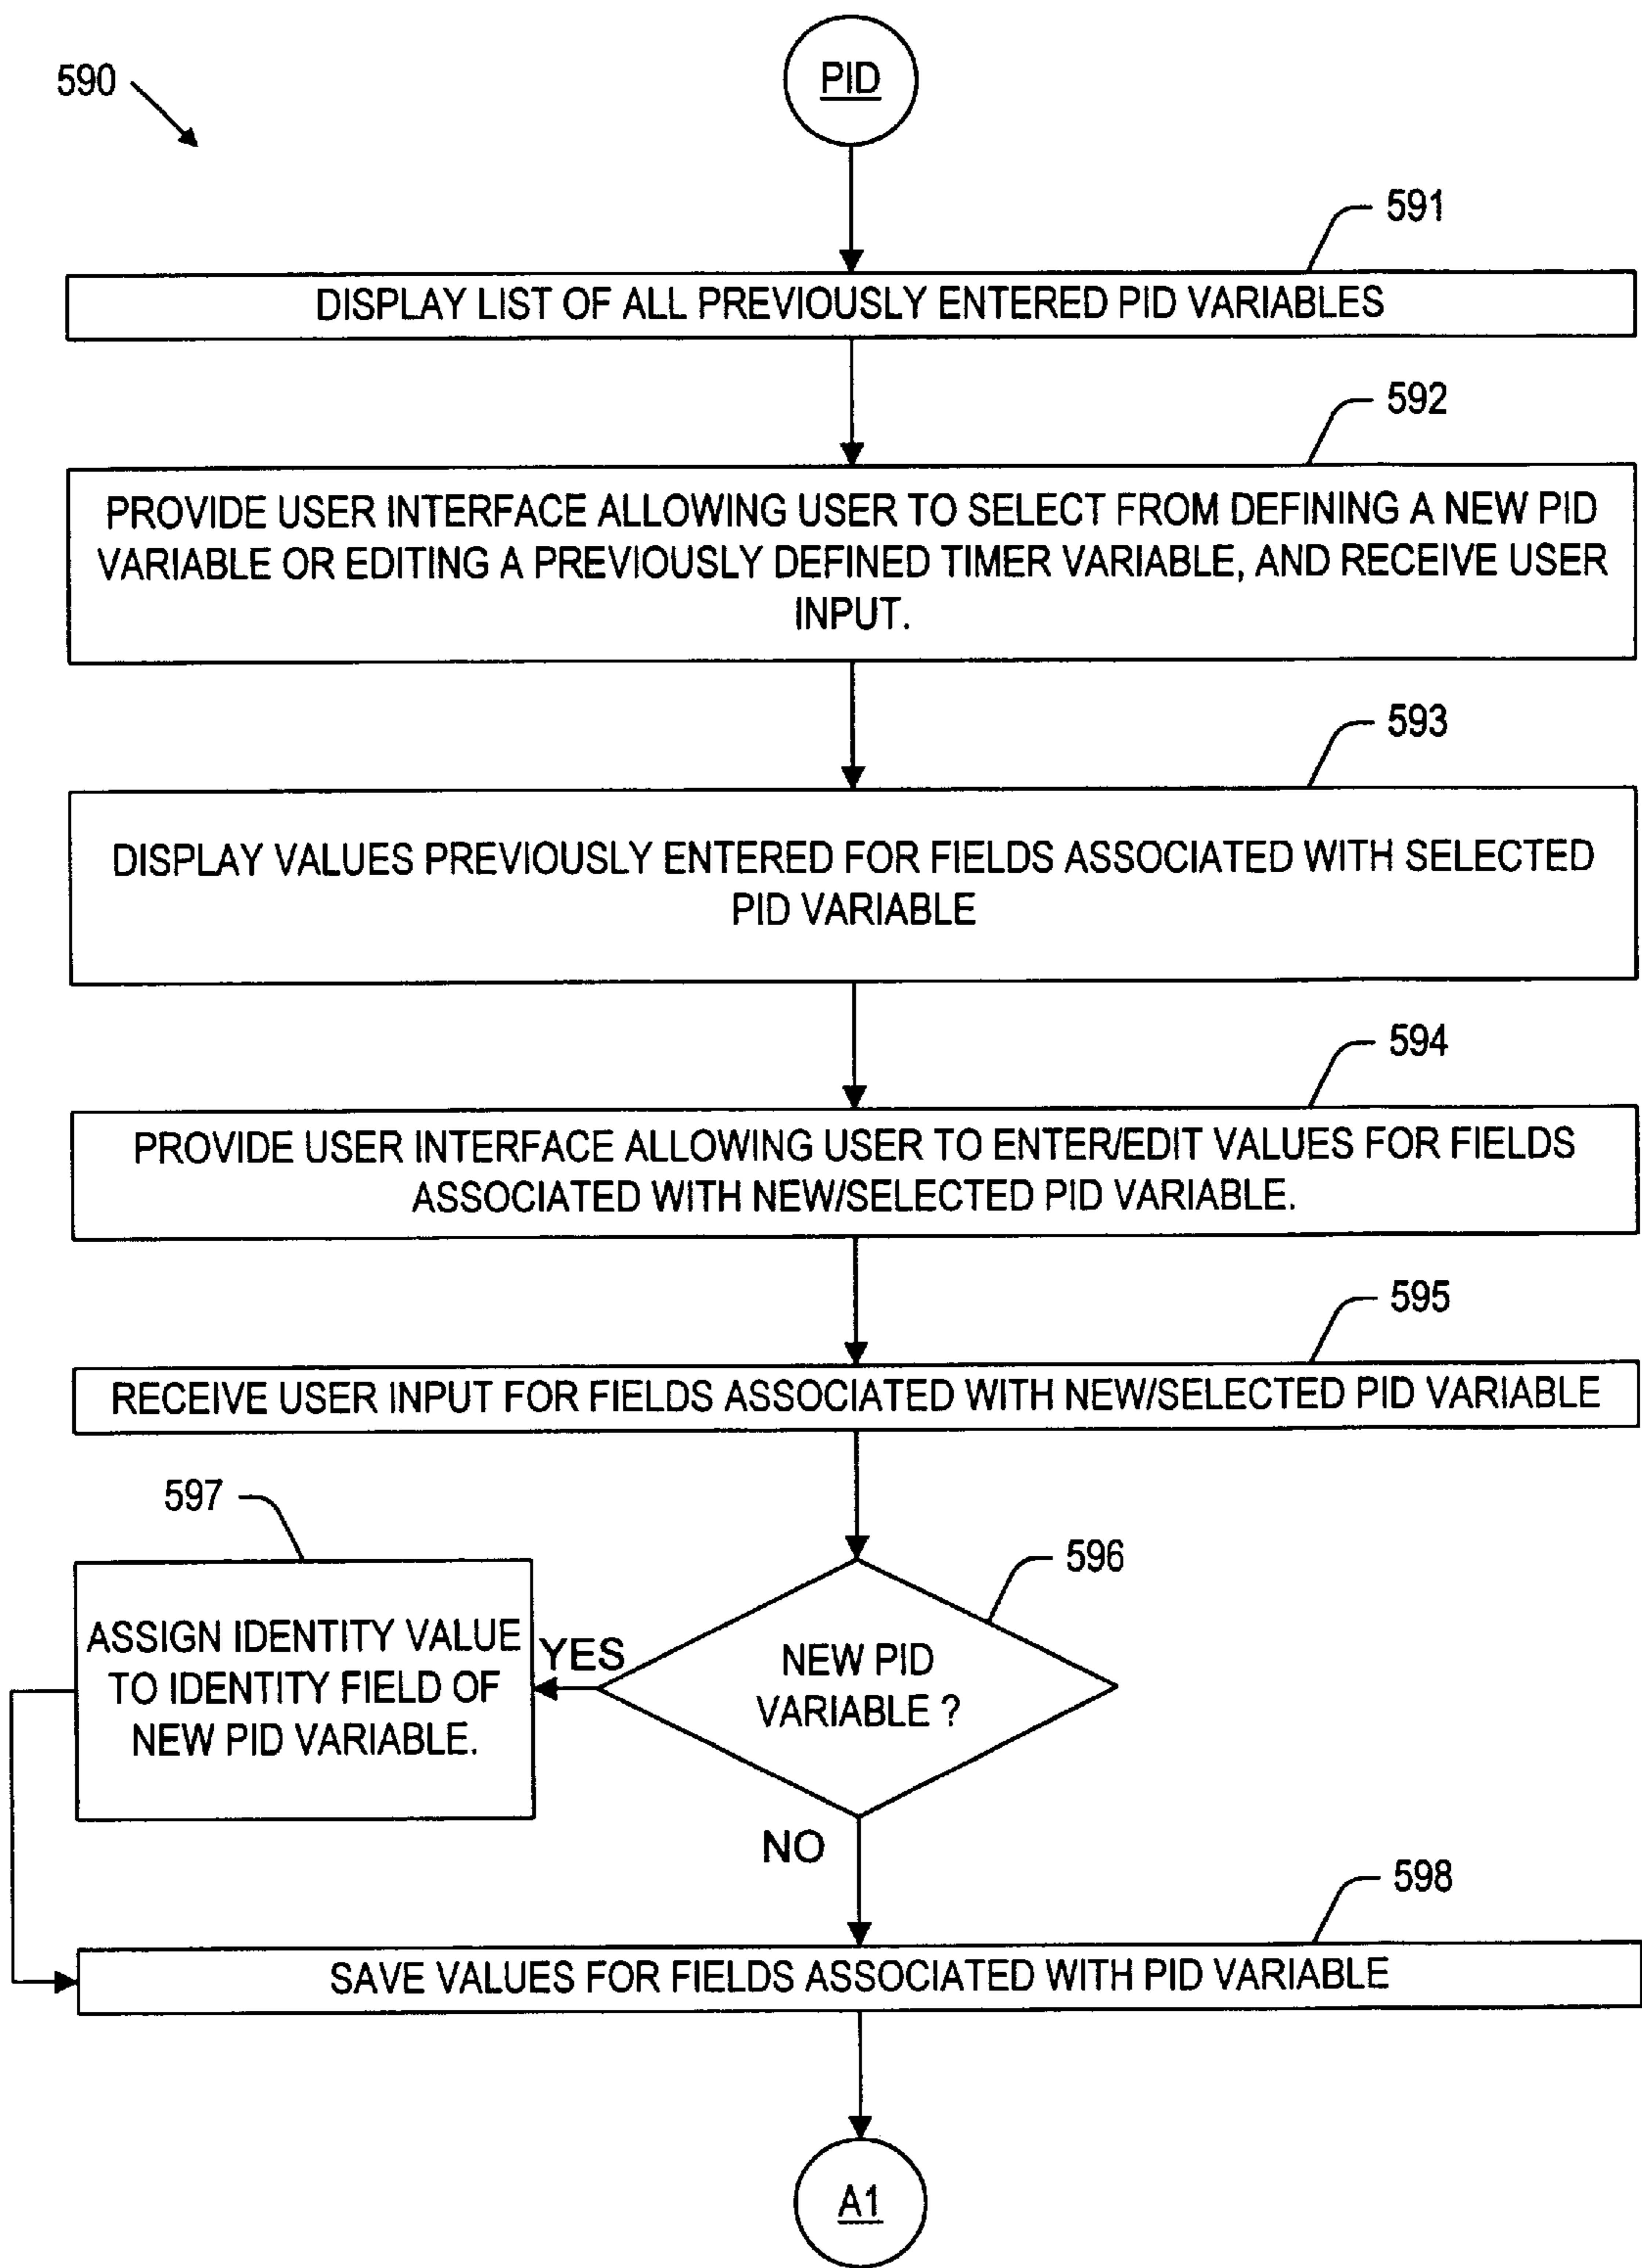 590
PID
591
DISPLAY LIST OF ALL PREVIOUSLY ENTERED PID VARIABLES
592
PROVIDE USER INTERFACE ALLOWING USER TO SELECT FROM DEFINING A NEW PID
VARIABLE OR EDITING A PREVIOUSLY DEFINED TIMER VARIABLE, AND RECEIVE USER
INPUT.
593
DISPLAY VALUES PREVIOUSLY ENTERED FOR FIELDS ASSOCIATED WITH SELECTED
PID VARIABLE
594
PROVIDE USER INTERFACE ALLOWING USER TO ENTER/EDIT VALUES FOR FIELDS
ASSOCIATED WITH NEW/SELECTED PID VARIABLE.
595
RECEIVE USER INPUT FOR FIELDS ASSOCIATED WITH NEW/SELECTED PID VARIABLE
596
NEW PID
VARIABLE ?
YES
597
ASSIGN IDENTITY VALUE
TO IDENTITY FIELD OF
NEW PID VARIABLE.
NO
598
SAVE VALUES FOR FIELDS ASSOCIATED WITH PID VARIABLE
A1